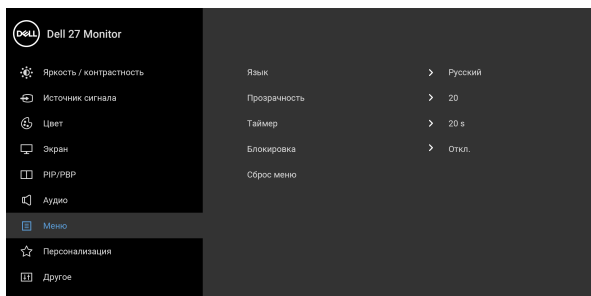 DELL Dell 27 Monitor
Яркость / контрастность
Источник сигнала
Цвет
Экран
PIP/PBP
Аудио
Меню
Персонализация
Другое
Язык > Русский
Прозрачность > 20
Таймер > 20 s
Блокировка > Откл.
Сброс меню